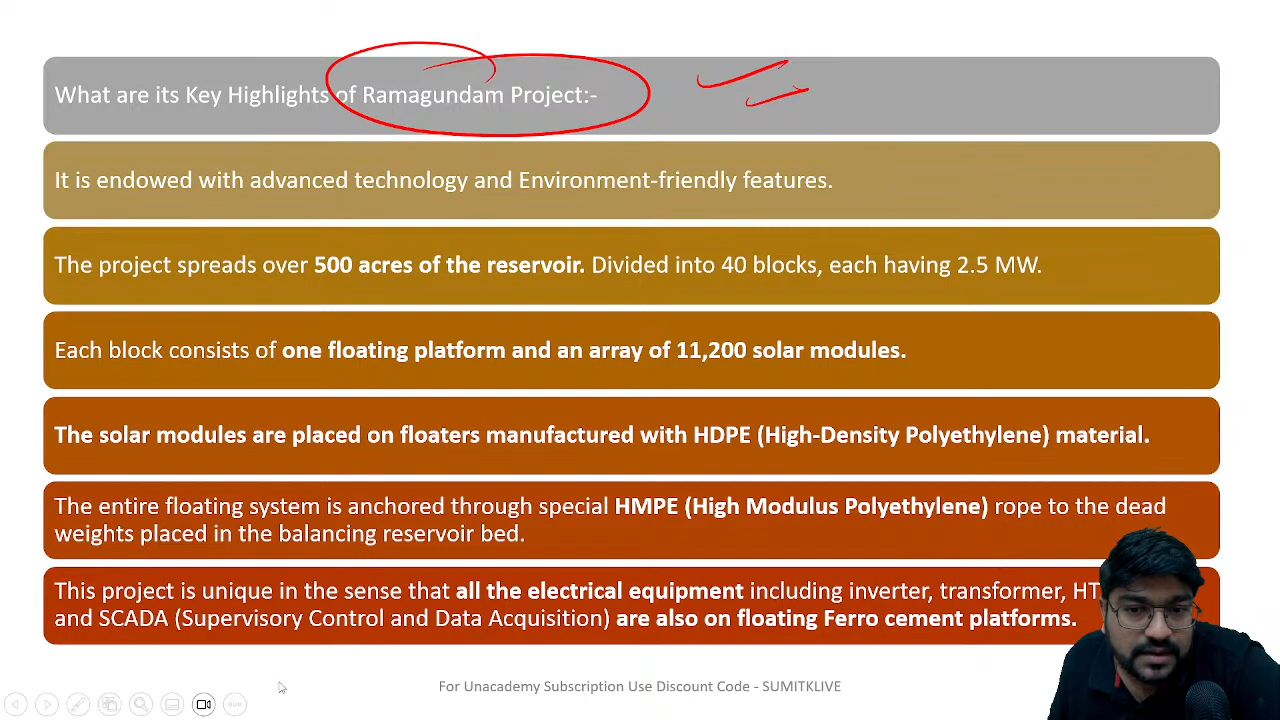 What are its Key Highlights of Ramagundam Project:-
It is endowed with advanced technology and Environment-friendly features.
The project spreads over 500 acres of the reservoir. Divided into 40 blocks, each having 2.5 MW.
Each block consists of one floating platform and an array of 11,200 solar modules.
The solar modules are placed on floaters manufactured with HDPE (High-Density Polyethylene) material.
The entire floating system is anchored through special HMPE (High Modulus Polyethylene) rope to the dead
weights placed in the balancing reservoir bed.
This project is unique in the sense that all the electrical equipment including inverter, transformer, HT
and SCADA (Supervisory Control and Data Acquisition) are also on floating Ferro cement platforms.
For Unacademy Subscription Use Discount Code - SUMITKLIVE